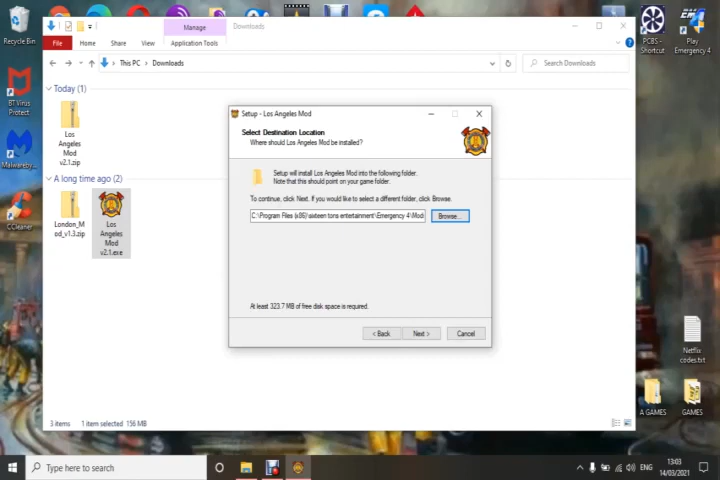 Recycle Bin
BT Virus
Protect
Malwareby...
CCleaner
Manage
Downloads
File
Home
Share
View
Application Tools
This PC
Downloads
Search Downloads
Today (1)
Los
Angeles
Mod
v2.1.zip
A long time ago (2)
London_M
od_v1.3.zip
Los
Angeles
Mod
v2.1.exe
Setup - Los Angeles Mod
Select Destination Location
Where should Los Angeles Mod be installed?
Setup will install Los Angeles Mod into the following folder.
Note that this should point on your game folder.
To continue, click Next. If you would like to select a different folder, click Browse.
C:\Program Files (x86)\sixteen tons entertainment\Emergency 4\Mod
Browse...
At least 323.7 MB of free disk space is required.
< Back
Next >
Cancel
3 items
1 item selected 156 MB
PCBS -
Shortcut
Play
Emergency 4
Netflix
codes.txt
A GAMES
GAMES
Type here to search
ENG
13:03
14/03/2021